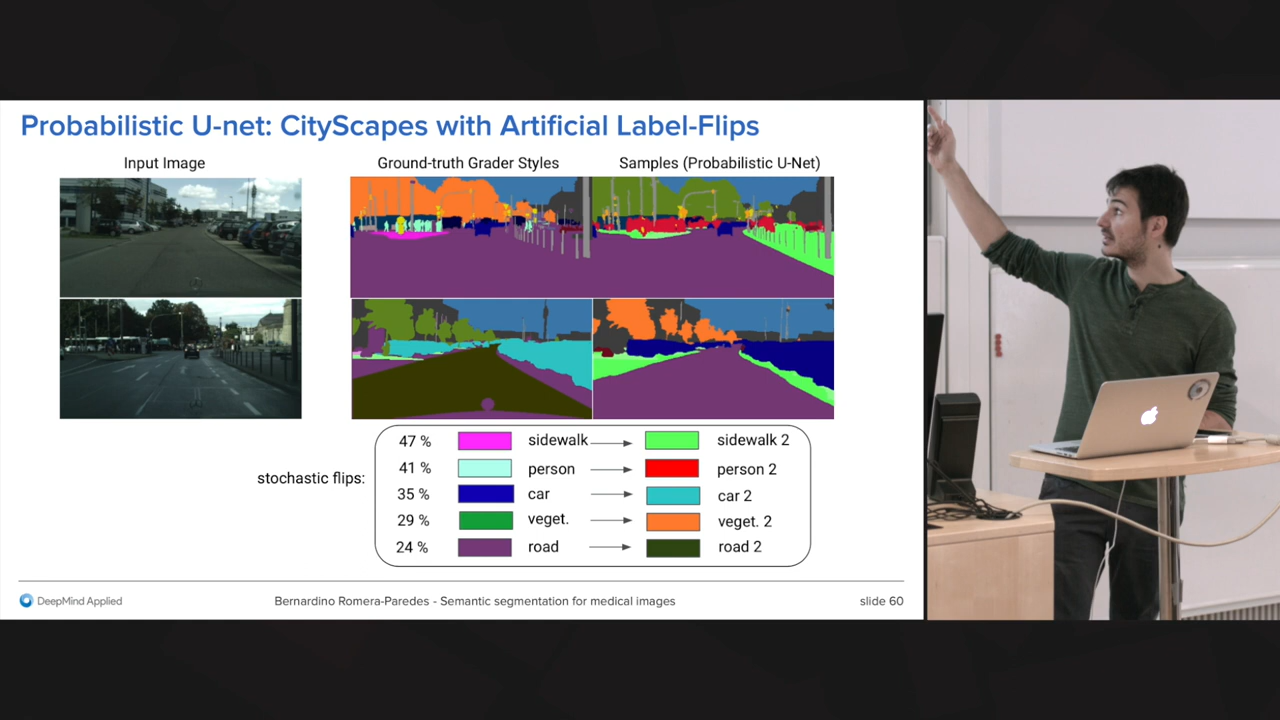 Probabilistic U-net: CityScapes with Artificial Label-Flips
Input Image
Ground-truth Grader Styles
Samples (Probabilistic U-Net)
stochastic flips:
47 % sidewalk sidewalk 2
41 % person person 2
35 % car car 2
29 % veget. veget. 2
24 % road road 2
DeepMind Applied
Bernardino Romera-Paredes - Semantic segmentation for medical images
slide 60